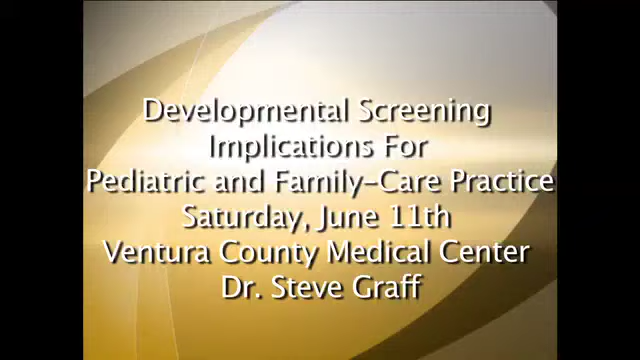 Developmental Screening
Implications For
Pediatric and Family-Care Practice
Saturday, June 11th
Ventura County Medical Center
Dr. Steve Graff